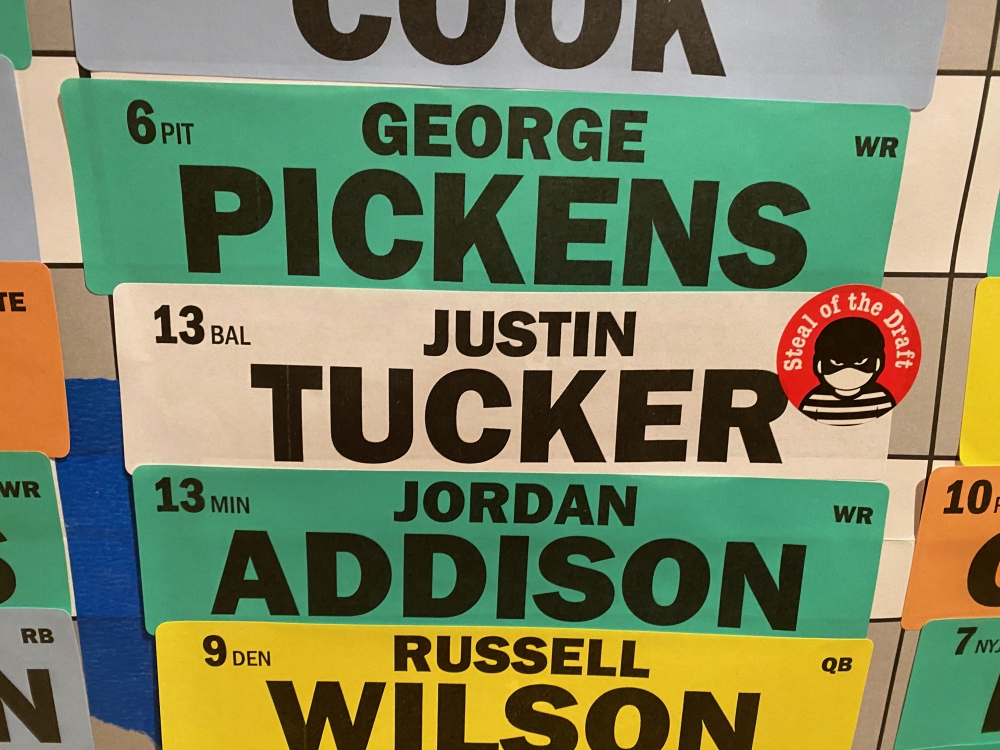 COOK
6 PIT GEORGE WR
PICKENS
13 BAL JUSTIN
TUCKER
Steal of the Draft
13 MIN JORDAN WR
ADDISON
9 DEN RUSSELL QB
WILSON
TE
WR
S
RB
N
10
7 NYJ